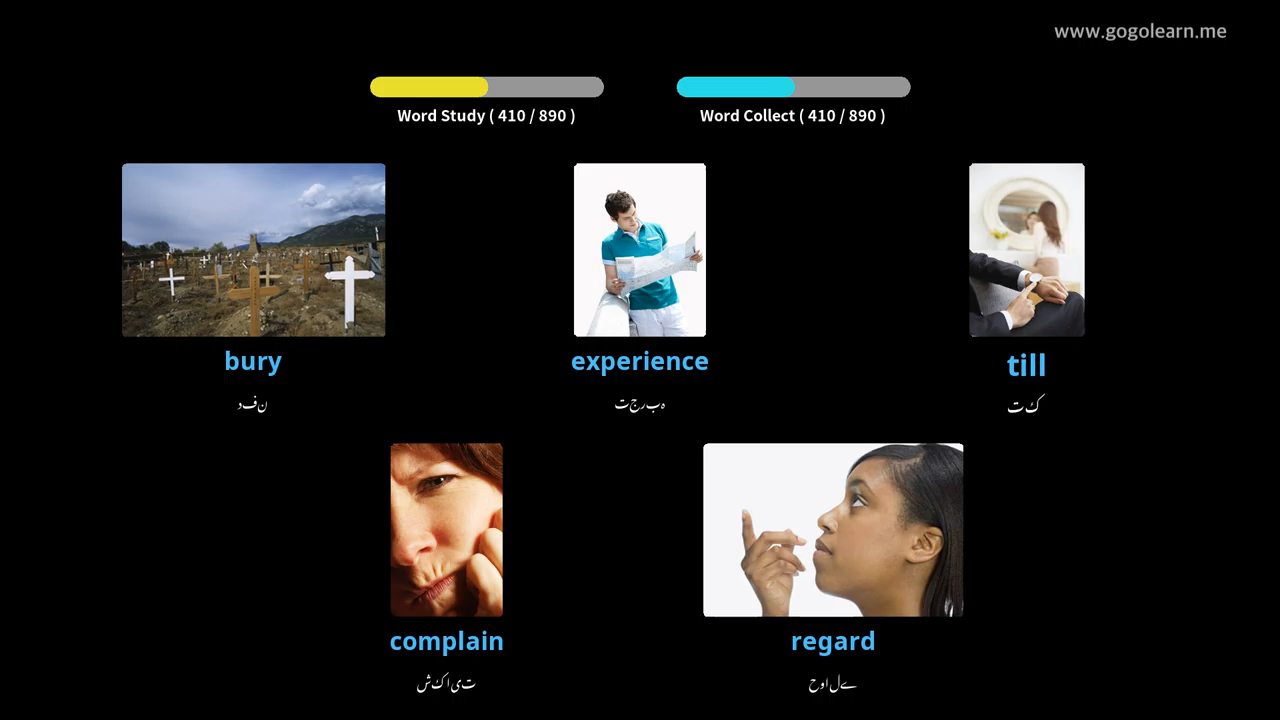 www.gogolearn.me
Word Study ( 410 / 890 )
Word Collect ( 410 / 890 )
bury
دفن
experience
تجربہ
till
تک
complain
شکایت
regard
حوالے